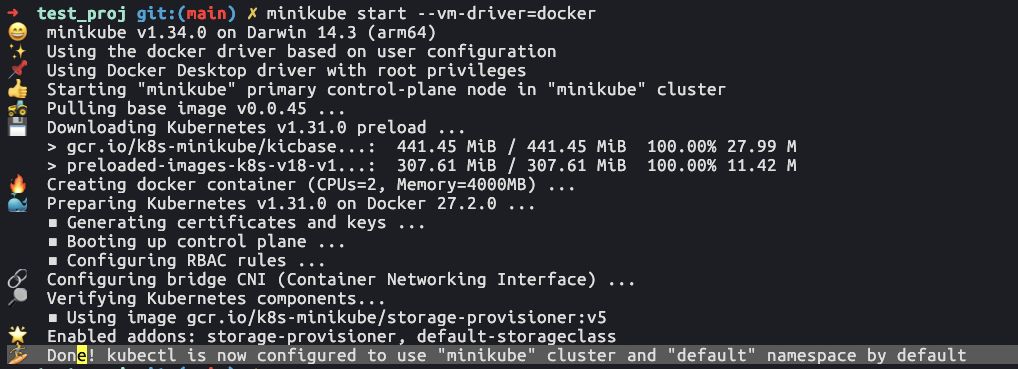 → test_proj git:(main) ✗ minikube start --vm-driver=docker
😄 minikube v1.34.0 on Darwin 14.3 (arm64)
✨ Using the docker driver based on user configuration
📌 Using Docker Desktop driver with root privileges
👍 Starting "minikube" primary control-plane node in "minikube" cluster
🚜 Pulling base image v0.0.45 ...
💾 Downloading Kubernetes v1.31.0 preload ...
> gcr.io/k8s-minikube/kicbase...: 441.45 MiB / 441.45 MiB 100.00% 27.99 M
> preloaded-images-k8s-v18-v1...: 307.61 MiB / 307.61 MiB 100.00% 11.42 M
🔥 Creating docker container (CPUs=2, Memory=4000MB) ...
🐳 Preparing Kubernetes v1.31.0 on Docker 27.2.0 ...
▪ Generating certificates and keys ...
▪ Booting up control plane ...
▪ Configuring RBAC rules ...
🔗 Configuring bridge CNI (Container Networking Interface) ...
🔎 Verifying Kubernetes components...
▪ Using image gcr.io/k8s-minikube/storage-provisioner:v5
🌟 Enabled addons: storage-provisioner, default-storageclass
🏄 Done! kubectl is now configured to use "minikube" cluster and "default" namespace by default